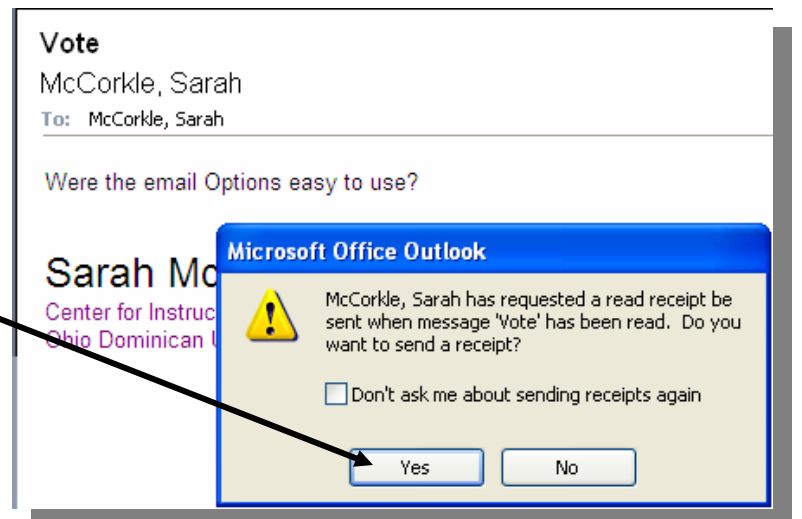 Vote
McCorkle, Sarah
To: McCorkle, Sarah
Were the email Options easy to use?
Sarah
Center for
Ohio Dominican
Microsoft Office Outlook
McCorkle, Sarah has requested a read receipt be
sent when message 'Vote' has been read. Do you
want to send a receipt?
Don't ask me about sending receipts again
Yes
No